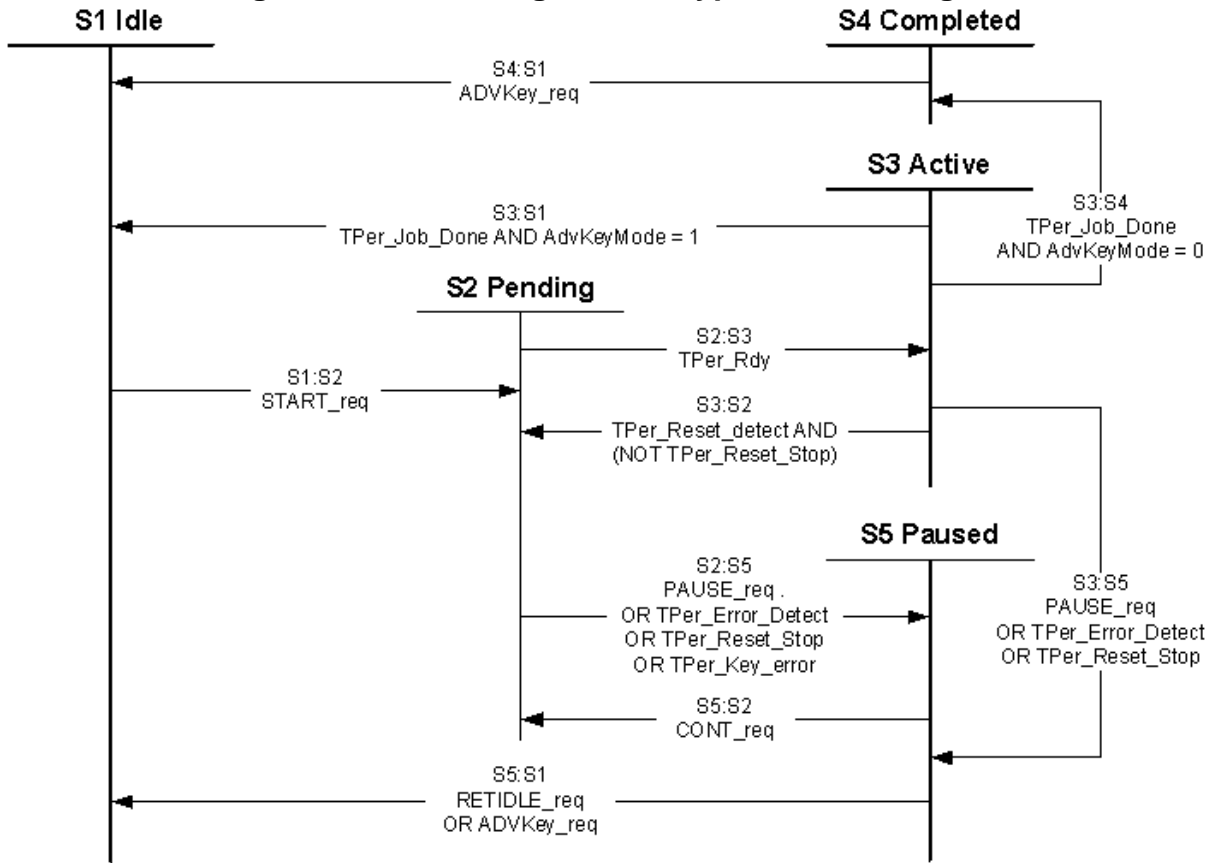 S1 Idle
S4 Completed
S4:S1
ADVKey_req
S3 Active
S3:S1
TPer_Job_Done AND AdvKeyMode = 1
S3:S4
TPer_Job_Done
AND AdvKeyMode = 0
S2 Pending
S2:S3
TPer_Rdy
S1:S2
START_req
S3:S2
TPer_Reset_detect AND
(NOT TPer_Reset_Stop)
S5 Paused
S2:S5
PAUSE_req .
OR TPer_Error_Detect
OR TPer_Reset_Stop
OR TPer_Key_error
S3:S5
PAUSE_req
OR TPer_Error_Detect
OR TPer_Reset_Stop
S5:S2
CONT_req
S5:S1
RETIDLE_req
OR ADVKey_req